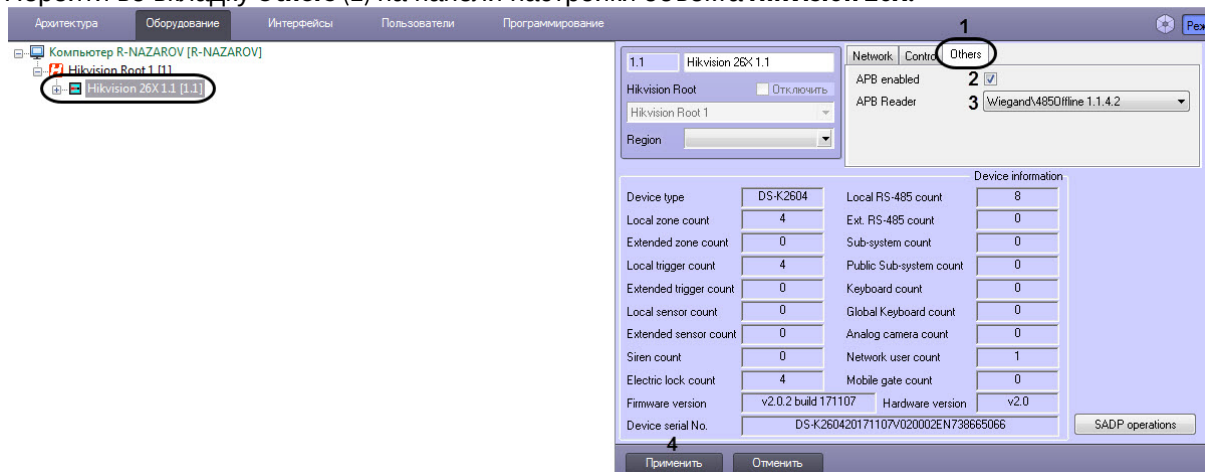 Перейти во вкладку Others (1) на панели настройки объекта Hikvision 26X.
Архитектура Оборудование Интерфейсы Пользователи Программирование
1
Компьютер R-NAZAROV [R-NAZAROV]
Hikvision Root 1 [1]
Hikvision 26X 1.1 [1.1]
1.1 Hikvision 26X 1.1
Hikvision Root Отключить
Hikvision Root 1
Region
Network Control Others
APB enabled 2
APB Reader 3 Wiegand\485Offline 1.1.4.2
Device information
Device type DS-K2604 Local RS-485 count 8
Local zone count 4 Ext. RS-485 count 0
Extended zone count 0 Sub-system count 0
Local trigger count 4 Public Sub-system count 0
Extended trigger count 0 Keyboard count 0
Local sensor count 0 Global Keyboard count 0
Extended sensor count 0 Analog camera count 0
Siren count 0 Network user count 1
Electric lock count 4 Mobile gate count 0
Firmware version v2.0.2 build 171107 Hardware version v2.0
Device serial No. DS-K260420171107V020002EN738665066 SADP operations
4
Применить Отменить